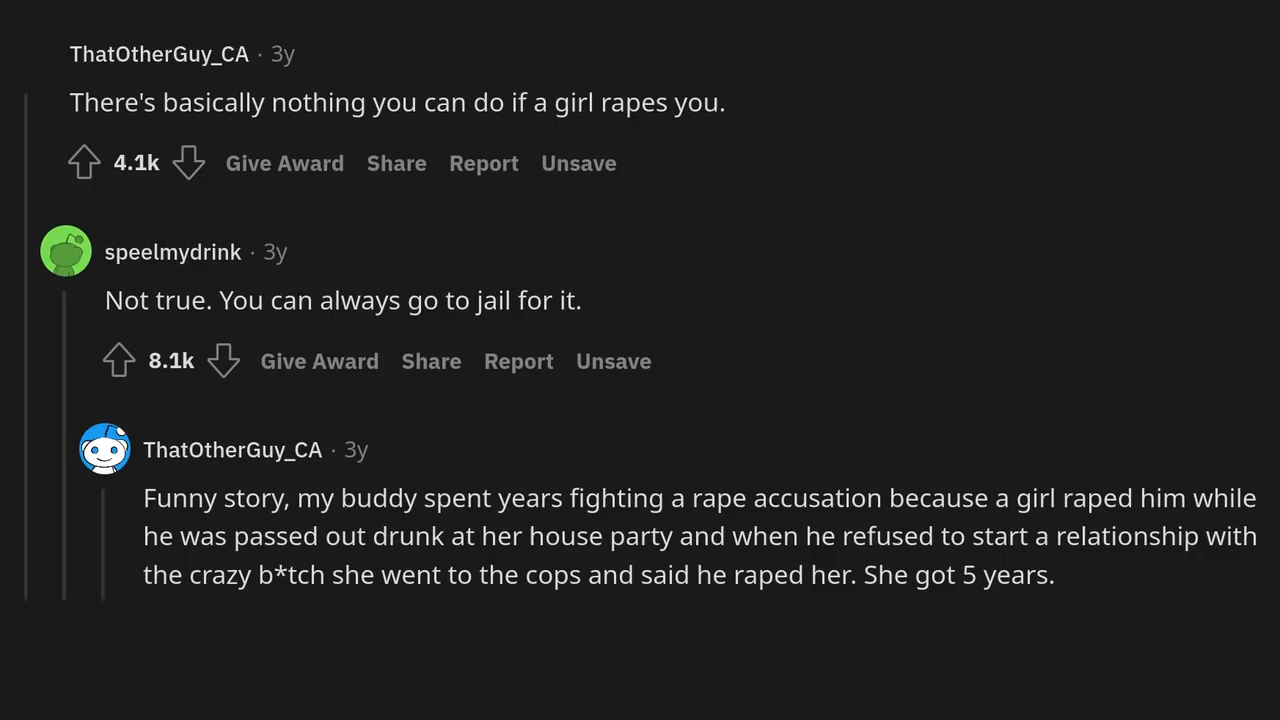 ThatOtherGuy_CA · 3y
There's basically nothing you can do if a girl rapes you.
4.1k Give Award Share Report Unsave
speelmydrink · 3y
Not true. You can always go to jail for it.
8.1k Give Award Share Report Unsave
ThatOtherGuy_CA · 3y
Funny story, my buddy spent years fighting a rape accusation because a girl raped him while
he was passed out drunk at her house party and when he refused to start a relationship with
the crazy b*tch she went to the cops and said he raped her. She got 5 years.